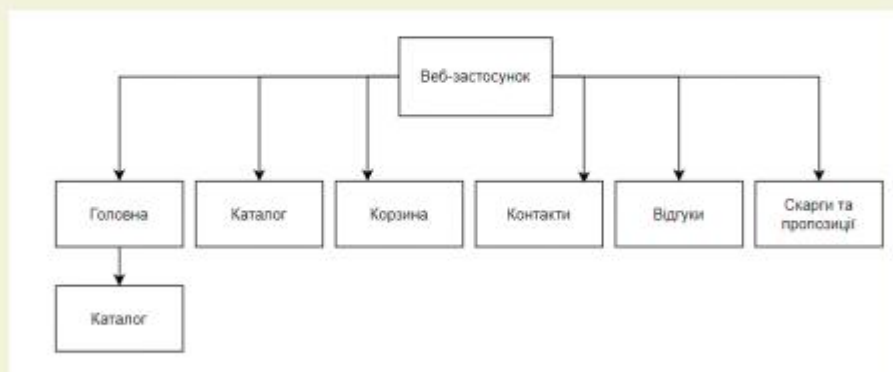 Веб-застосунок
Головна
Каталог
Корзина
Контакти
Відгуки
Скарги та
пропозиції
Каталог